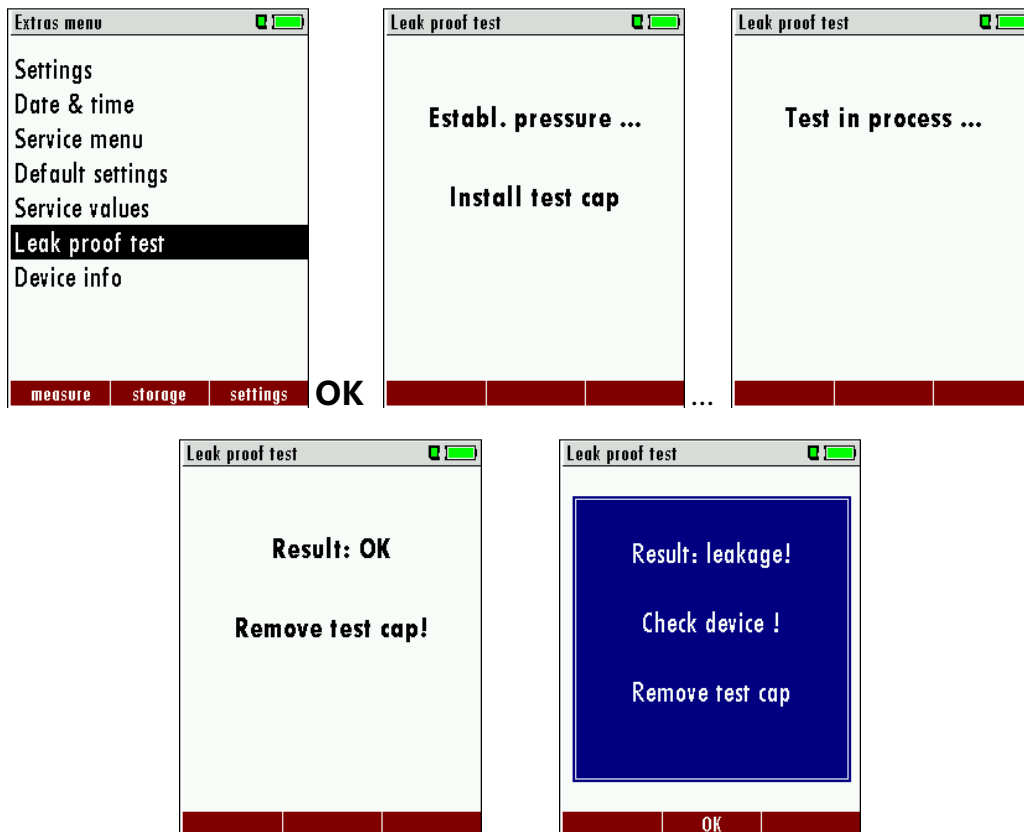 Extras menu
Settings
Date & time
Service menu
Default settings
Service values
Leak proof test
Device info
measure storage settings
OK
Leak proof test
Establ. pressure ...
Install test cap
...
Leak proof test
Test in process ...
Leak proof test
Result: OK
Remove test cap!
Leak proof test
Result: leakage!
Check device !
Remove test cap
OK